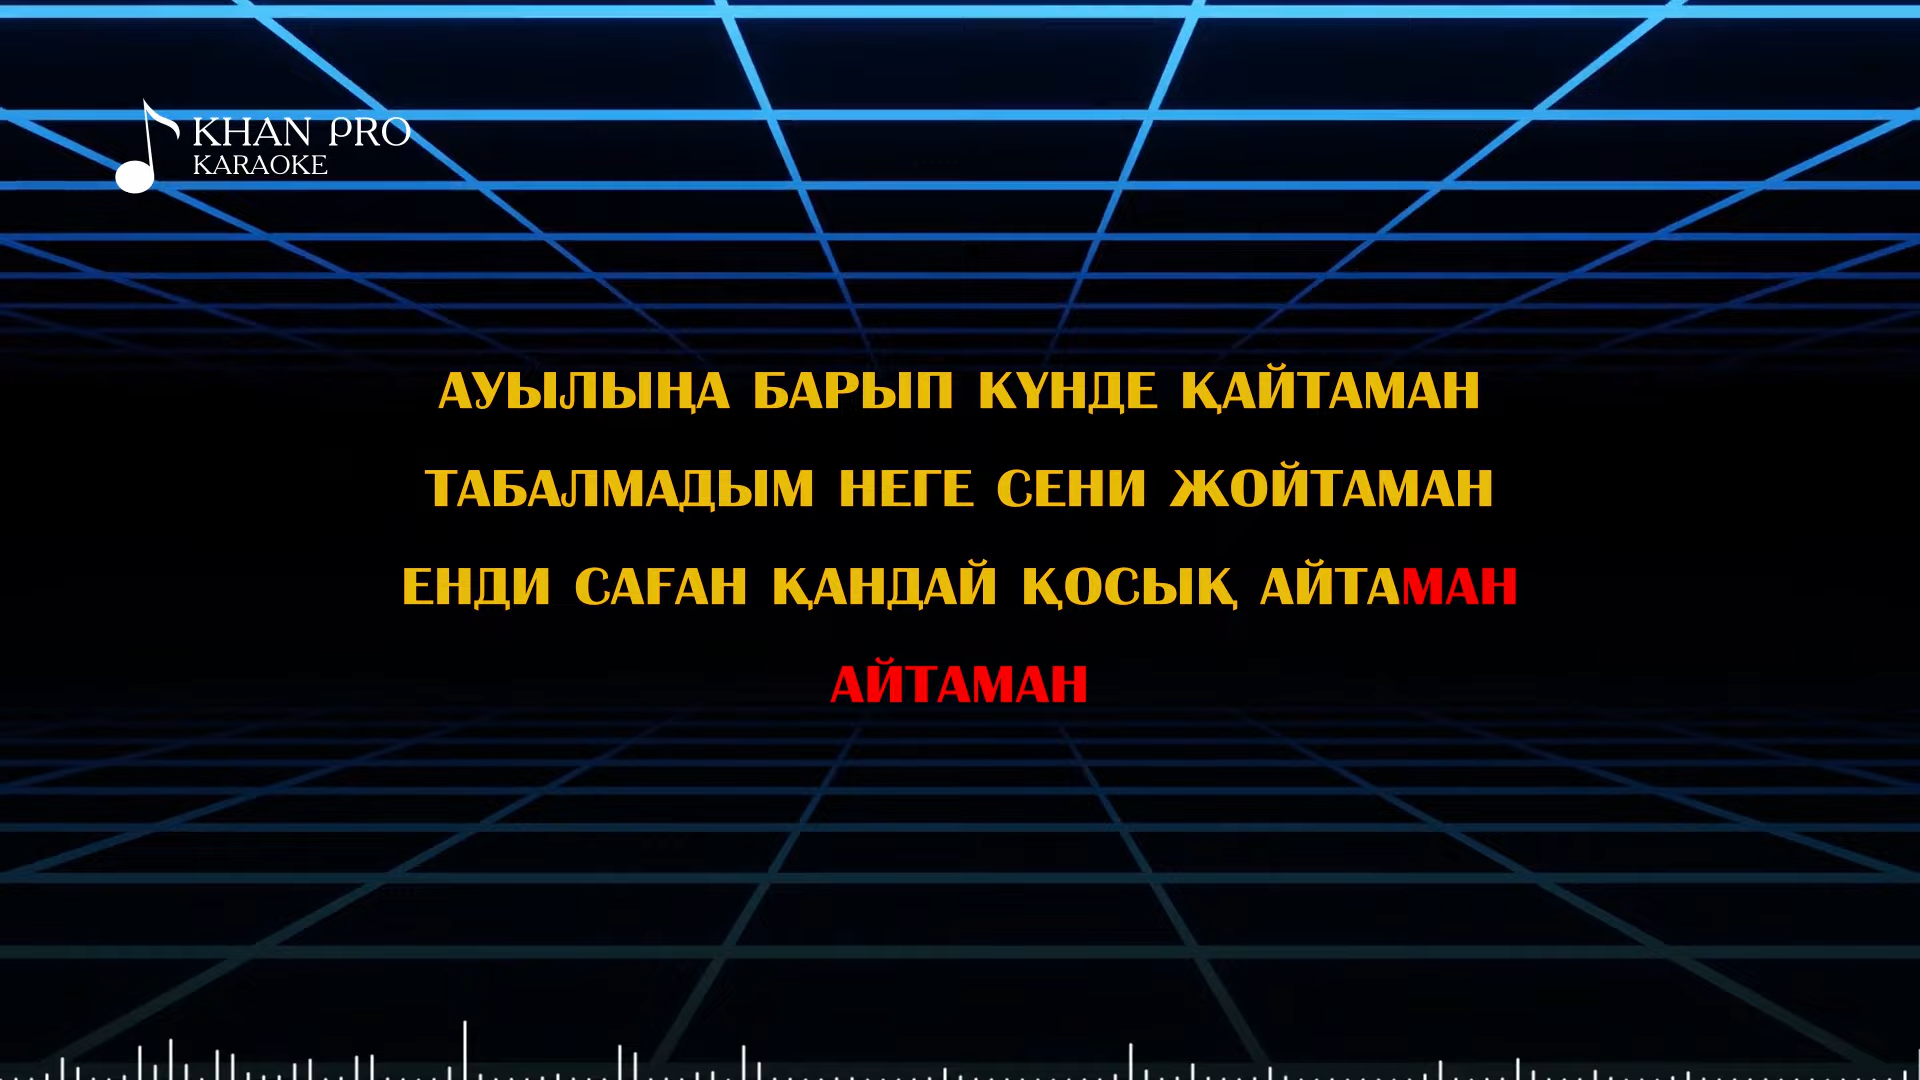 KHAN PRO
KARAOKE
АУЫЛЫҢА БАРЫП КҮНДЕ ҚАЙТАМАН
ТАБАЛМАДЫМ НЕГЕ СЕНИ ЖОЙТАМАН
ЕНДИ САҒАН ҚАНДАЙ ҚОСЫҚ АЙТАМАН
АЙТАМАН